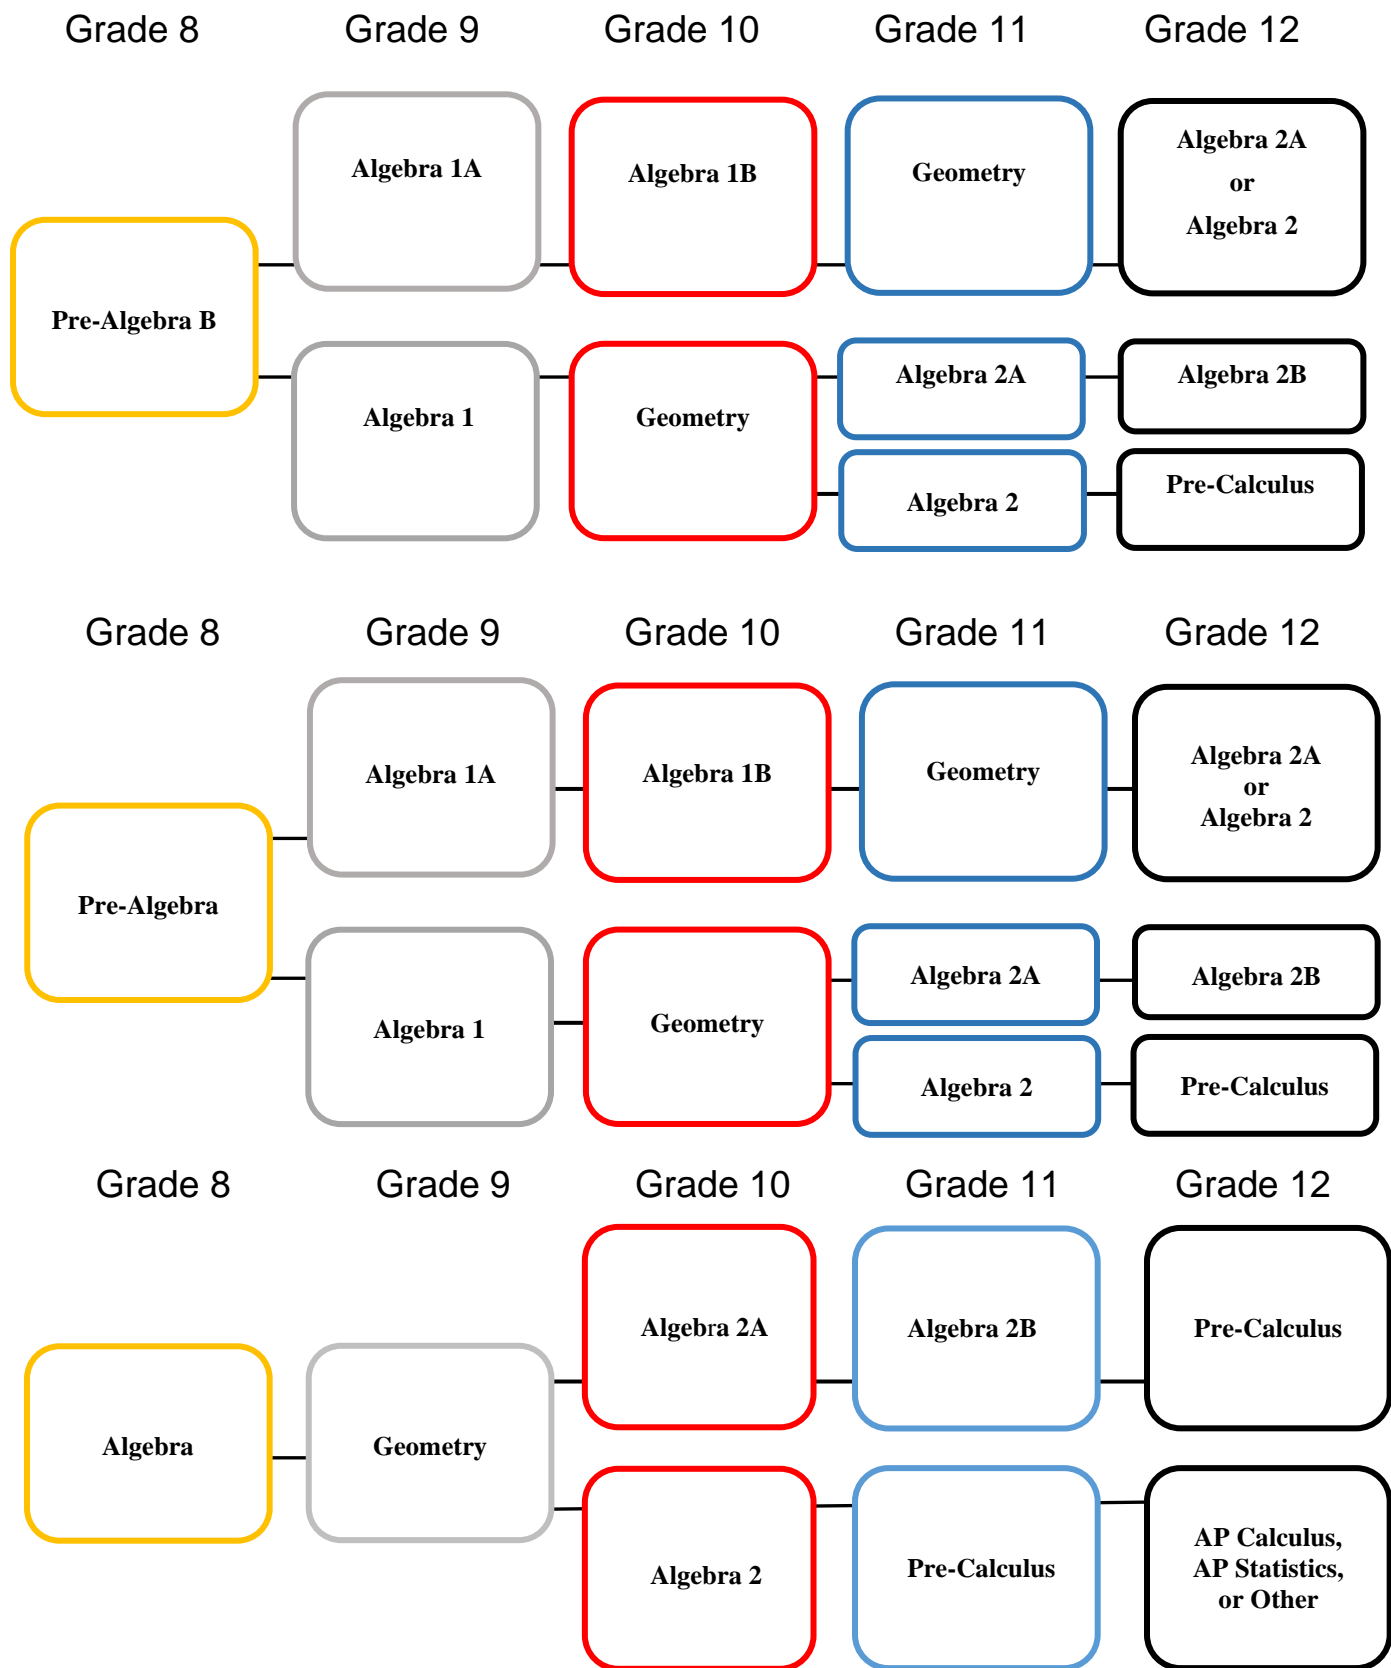 Grade 8 Grade 9 Grade 10 Grade 11 Grade 12
Algebra 1A
Algebra 1B
Geometry
Algebra 2A
or
Algebra 2
Pre-Algebra B
Algebra 1
Geometry
Algebra 2A
Algebra 2B
Algebra 2
Pre-Calculus
Grade 8 Grade 9 Grade 10 Grade 11 Grade 12
Algebra 1A
Algebra 1B
Geometry
Algebra 2A
or
Algebra 2
Pre-Algebra
Algebra 1
Geometry
Algebra 2A
Algebra 2B
Algebra 2
Pre-Calculus
Grade 8 Grade 9 Grade 10 Grade 11 Grade 12
Algebra 2A
Algebra 2B
Pre-Calculus
Algebra
Geometry
Algebra 2
Pre-Calculus
AP Calculus,
AP Statistics,
or Other